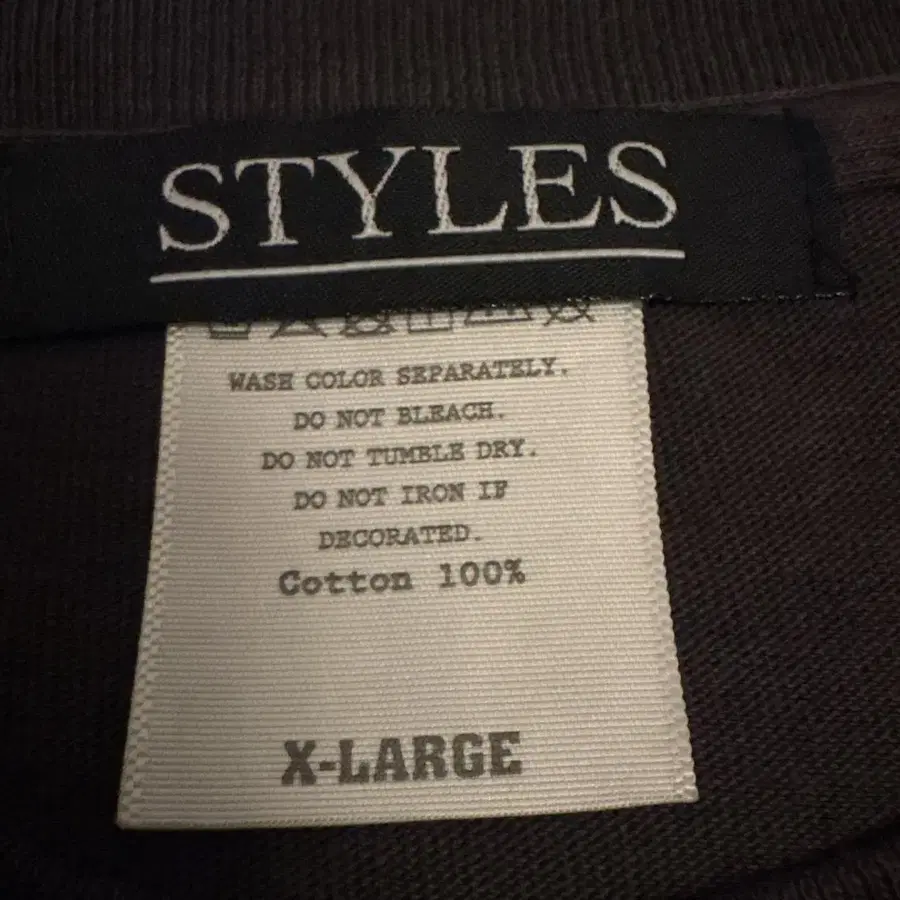 STYLES
WASH COLOR SEPARATELY.
DO NOT BLEACH.
DO NOT TUMBLE DRY.
DO NOT IRON IF
DECORATED.
Cotton 100%
X-LARGE